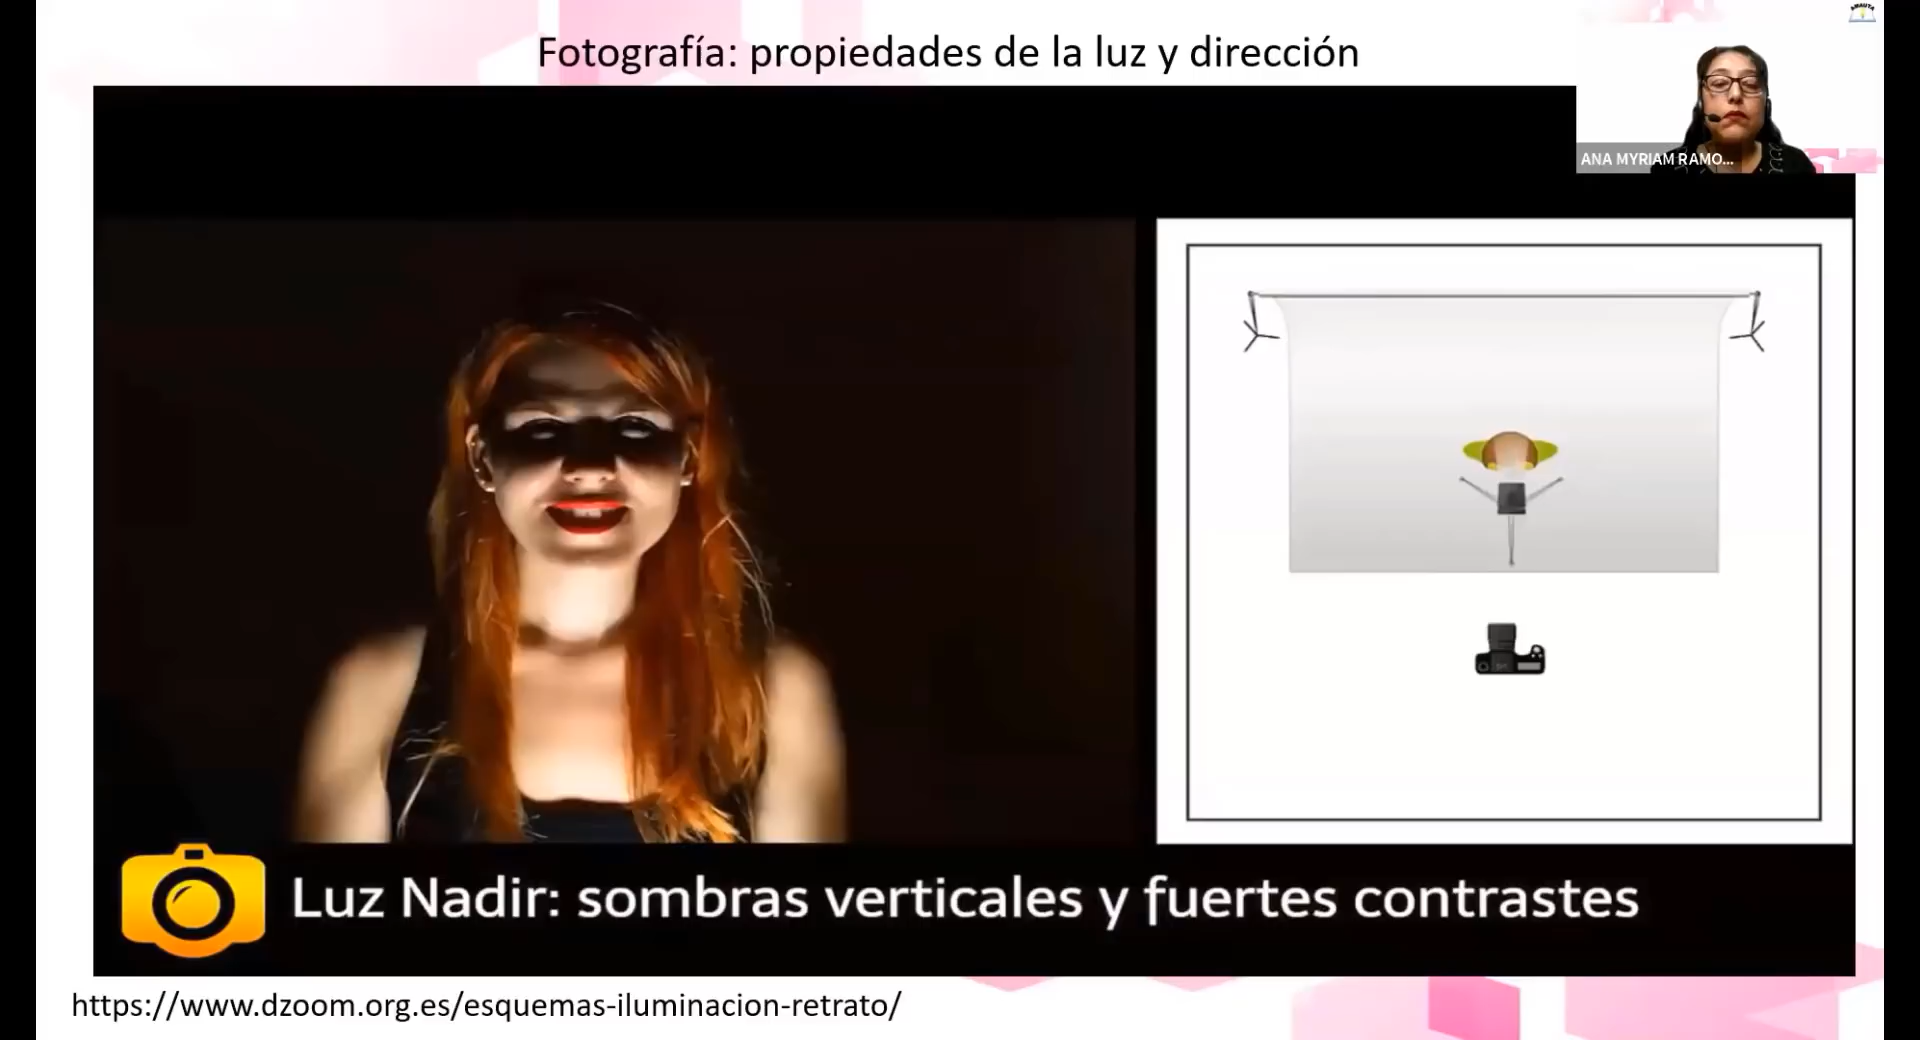 Fotografía: propiedades de la luz y dirección
AMAUTA
ANA MYRIAM RAMO...
Luz Nadir: sombras verticales y fuertes contrastes
https://www.dzoom.org.es/esquemas-iluminacion-retrato/